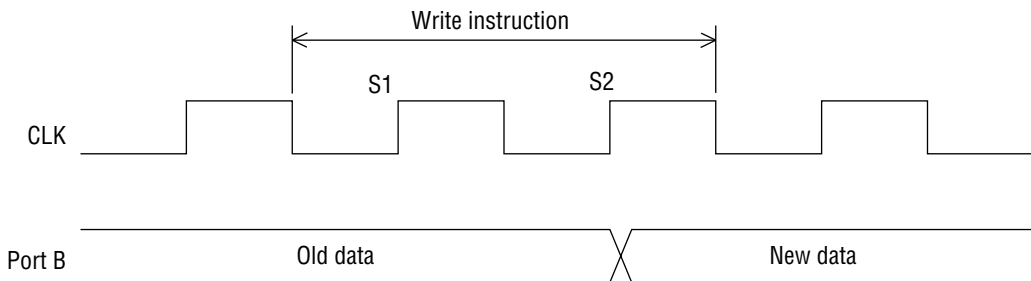 Write instruction
S1
S2
CLK
Old data
New data
Port B